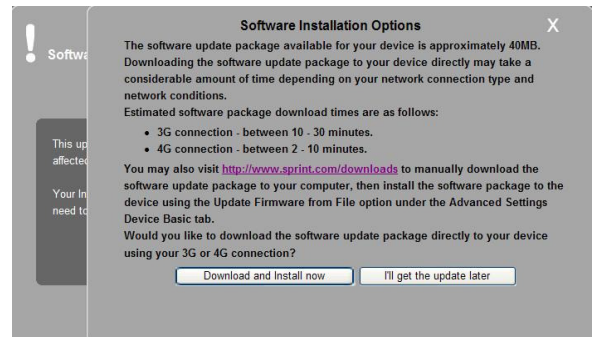 Software Installation Options
X
!
Softwa
The software update package available for your device is approximately 40MB.
Downloading the software update package to your device directly may take a
considerable amount of time depending on your network connection type and
network conditions.
Estimated software package download times are as follows:
• 3G connection - between 10 - 30 minutes.
• 4G connection - between 2 - 10 minutes.
You may also visit http://www.sprint.com/downloads to manually download the
software update package to your computer, then install the software package to the
device using the Update Firmware from File option under the Advanced Settings
Device Basic tab.
Would you like to download the software update package directly to your device
using your 3G or 4G connection?
Download and Install now
I'll get the update later
This up
affected
Your In
need to